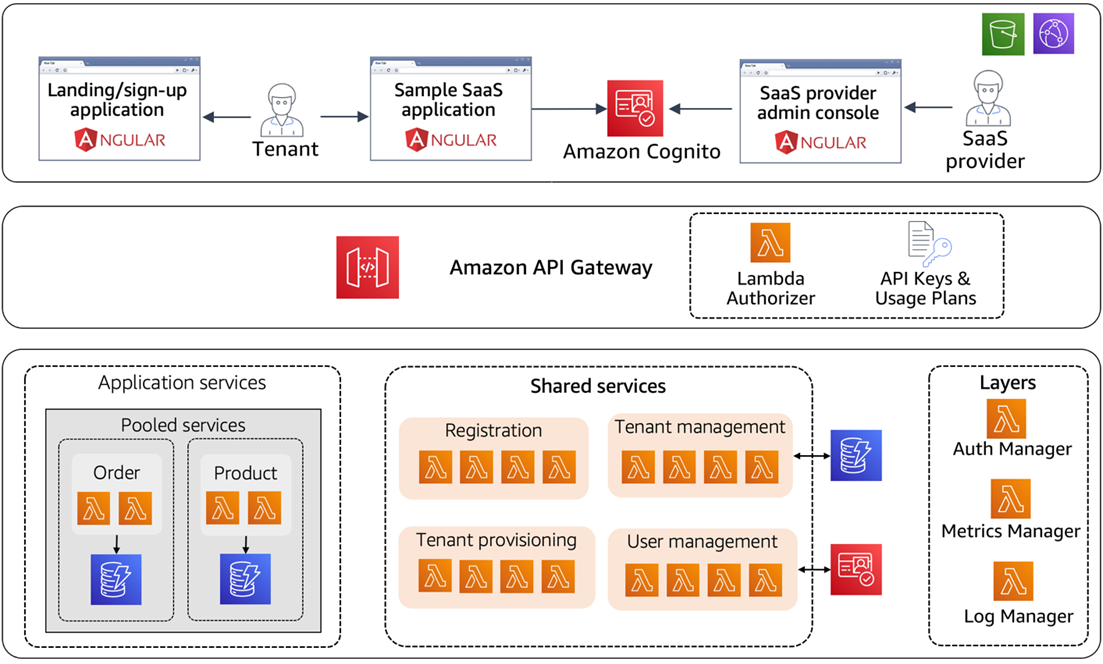 Landing/sign-up
application
ANGULAR
Tenant
Sample SaaS
application
ANGULAR
Amazon Cognito
SaaS provider
admin console
ANGULAR
SaaS
provider
Amazon API Gateway
Lambda
Authorizer
API Keys &
Usage Plans
Application services
Pooled services
Order
Product
Shared services
Registration
Tenant management
Tenant provisioning
User management
Layers
Auth Manager
Metrics Manager
Log Manager